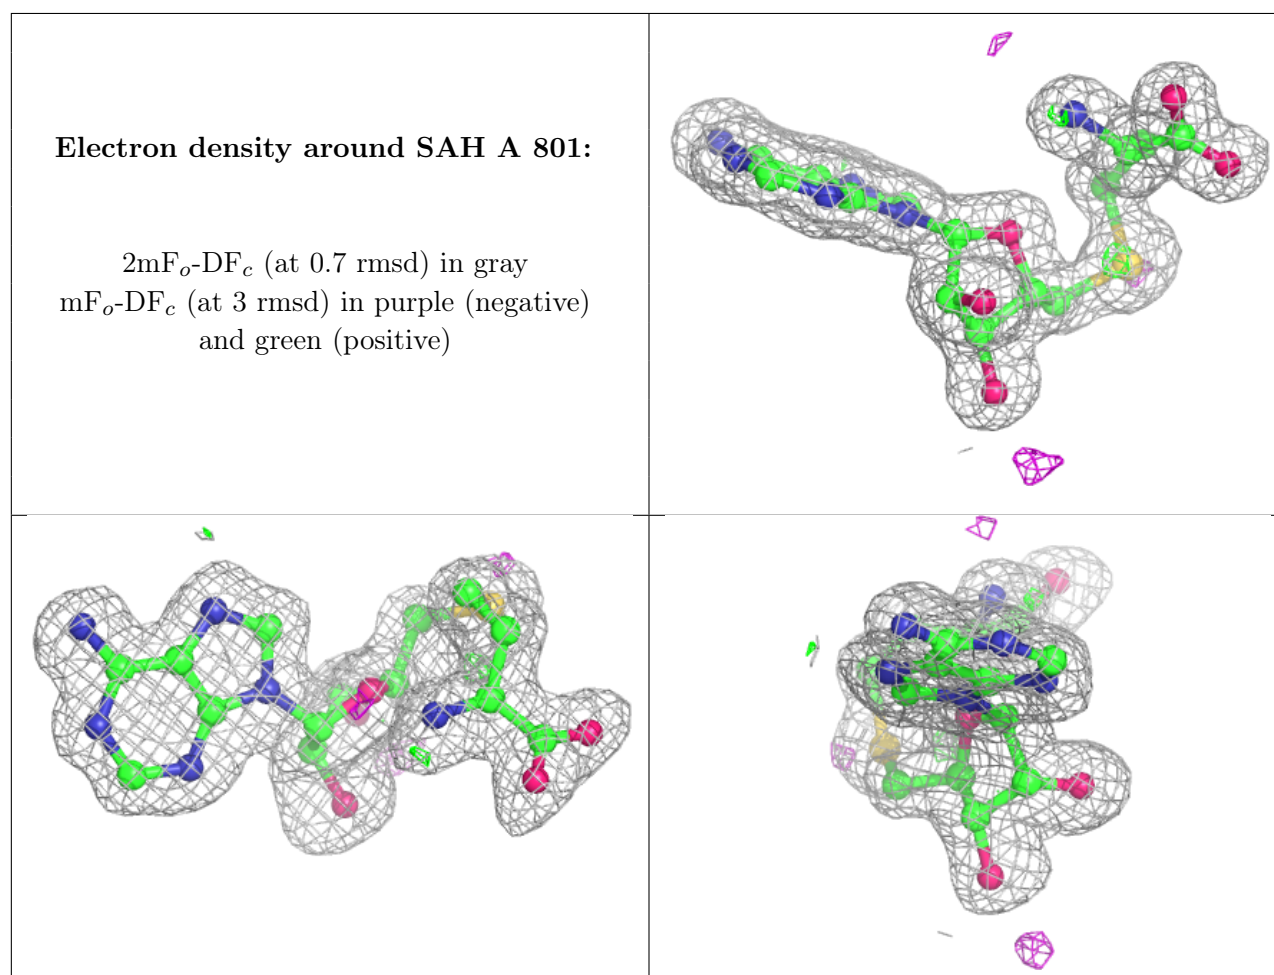 Electron density around SAH A 801:
2mFo-DFc (at 0.7 rmsd) in gray
mFo-DFc (at 3 rmsd) in purple (negative)
and green (positive)